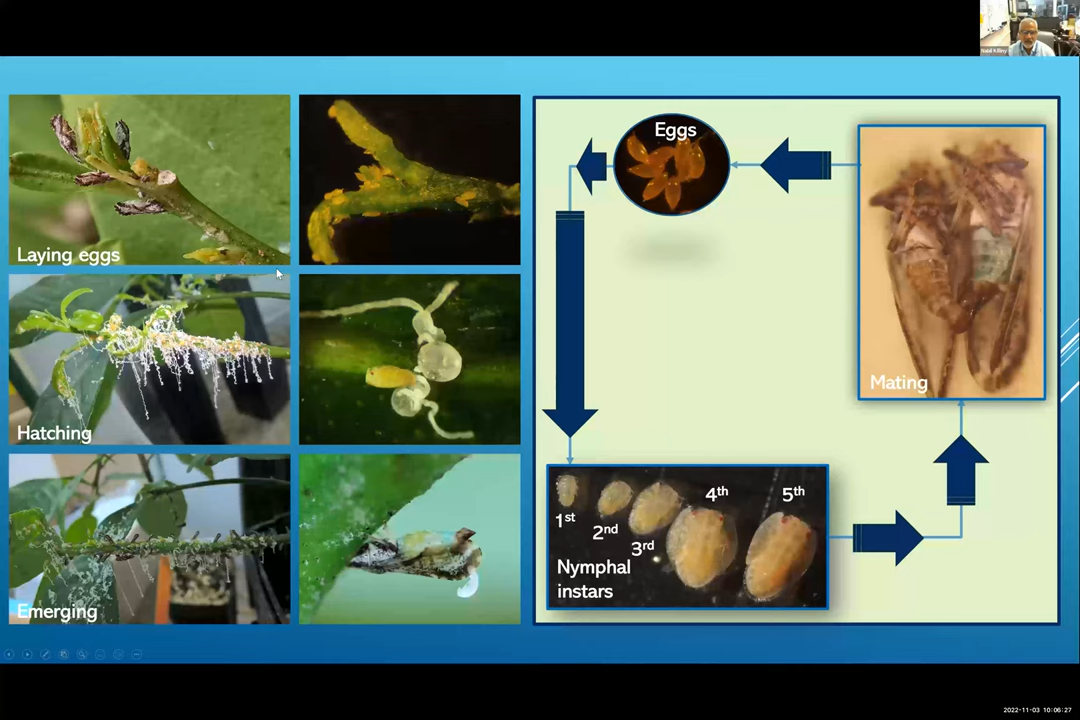 Laying eggs
Hatching
Emerging
Eggs
Mating
1st
2nd
3rd
4th
5th
Nymphal
instars
2022-11-03 10:06:27